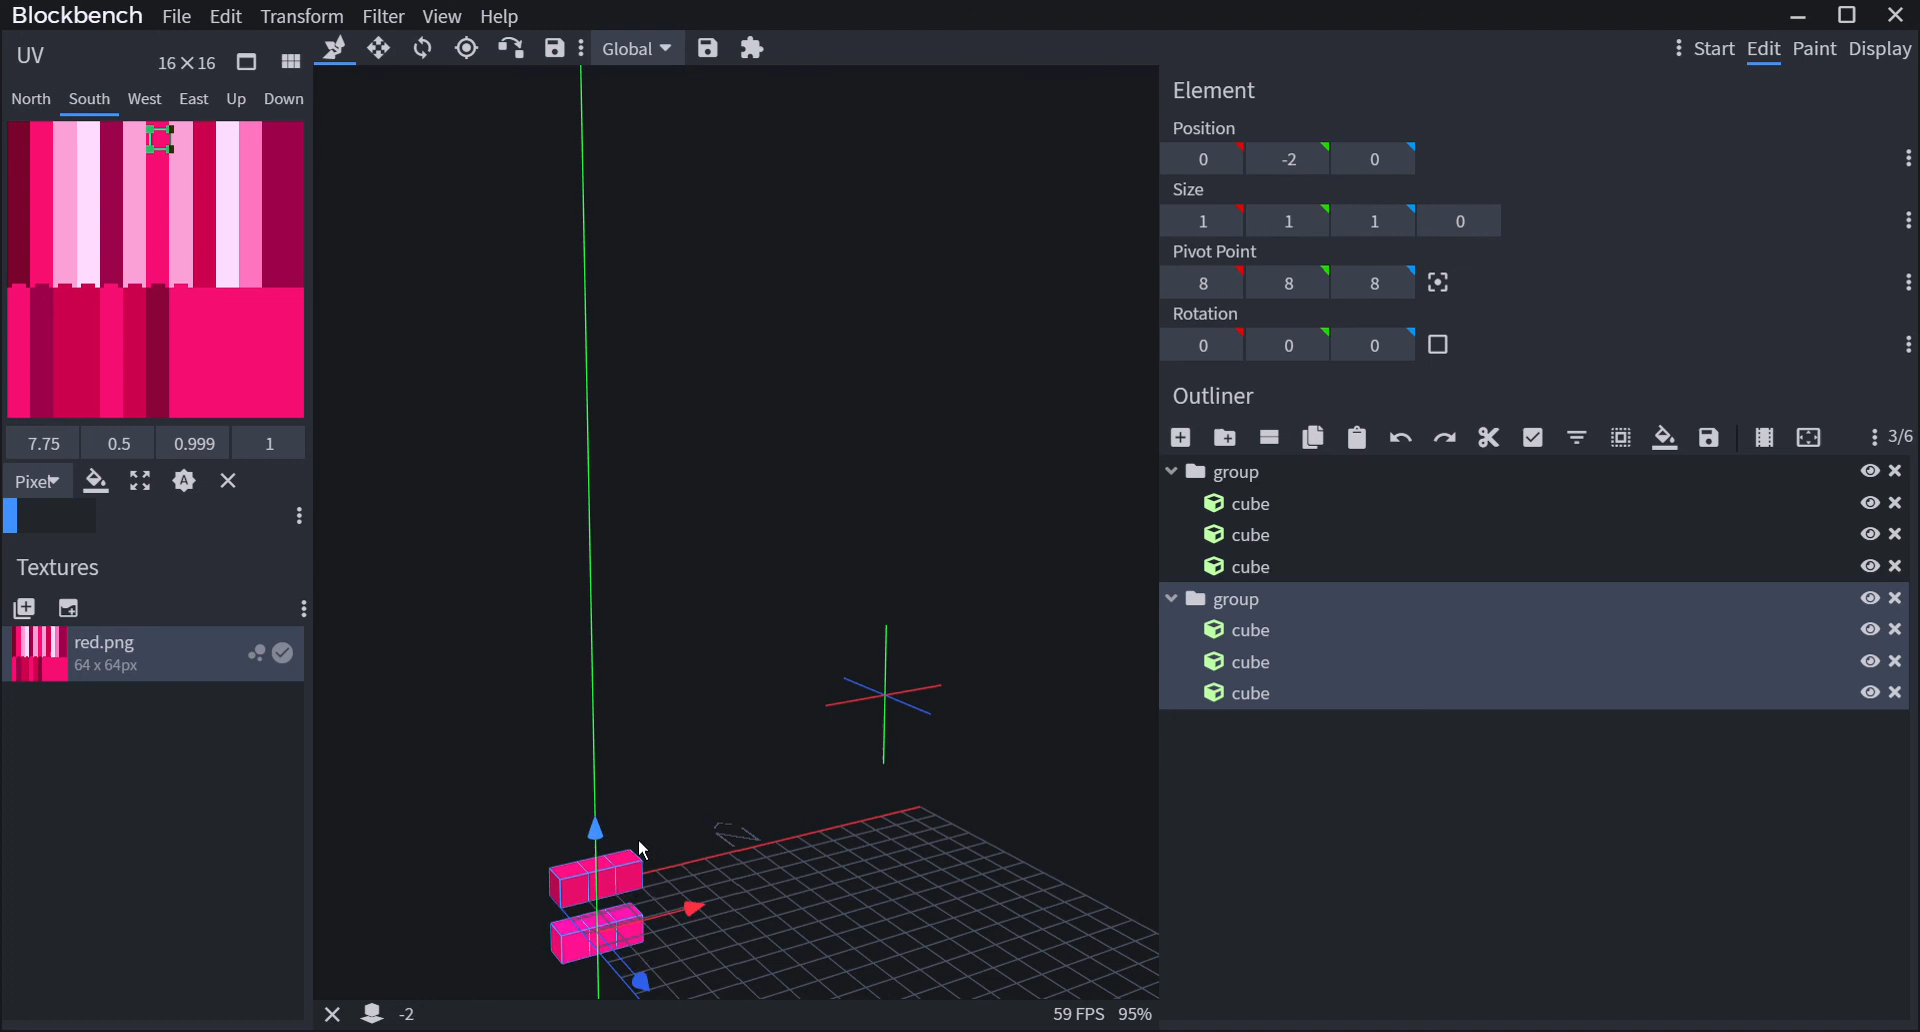 Blockbench File Edit Transform Filter View Help
UV
16×16
Global
Start Edit Paint Display
North South West East Up Down
7.75 0.5 0.999 1
Pixel
Textures
red.png
64 x 64px
-2
59 FPS 95%
Element
Position
0 -2 0
Size
1 1 1 0
Pivot Point
8 8 8
Rotation
0 0 0
Outliner
3/6
group
cube
cube
cube
group
cube
cube
cube